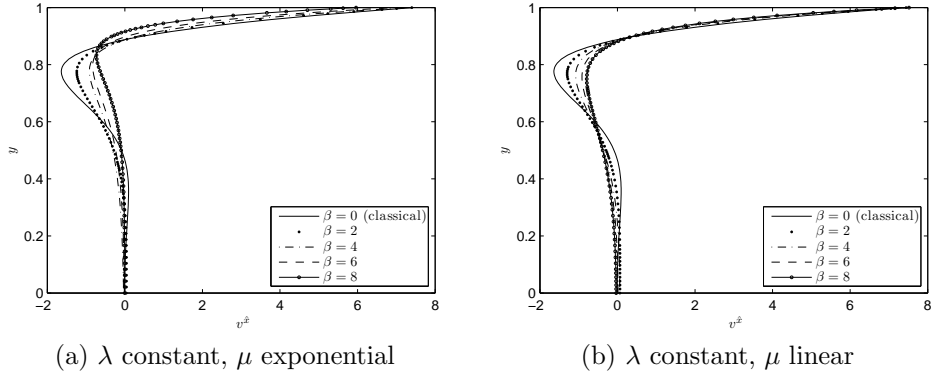 1
0.8
0.6
0.4
0.2
0
y
−2 0 2 4 6 8
v^x̂
β = 0 (classical)
β = 2
β = 4
β = 6
β = 8
(a) λ constant, μ exponential
1
0.8
0.6
0.4
0.2
0
y
−2 0 2 4 6 8
v^x̂
β = 0 (classical)
β = 2
β = 4
β = 6
β = 8
(b) λ constant, μ linear